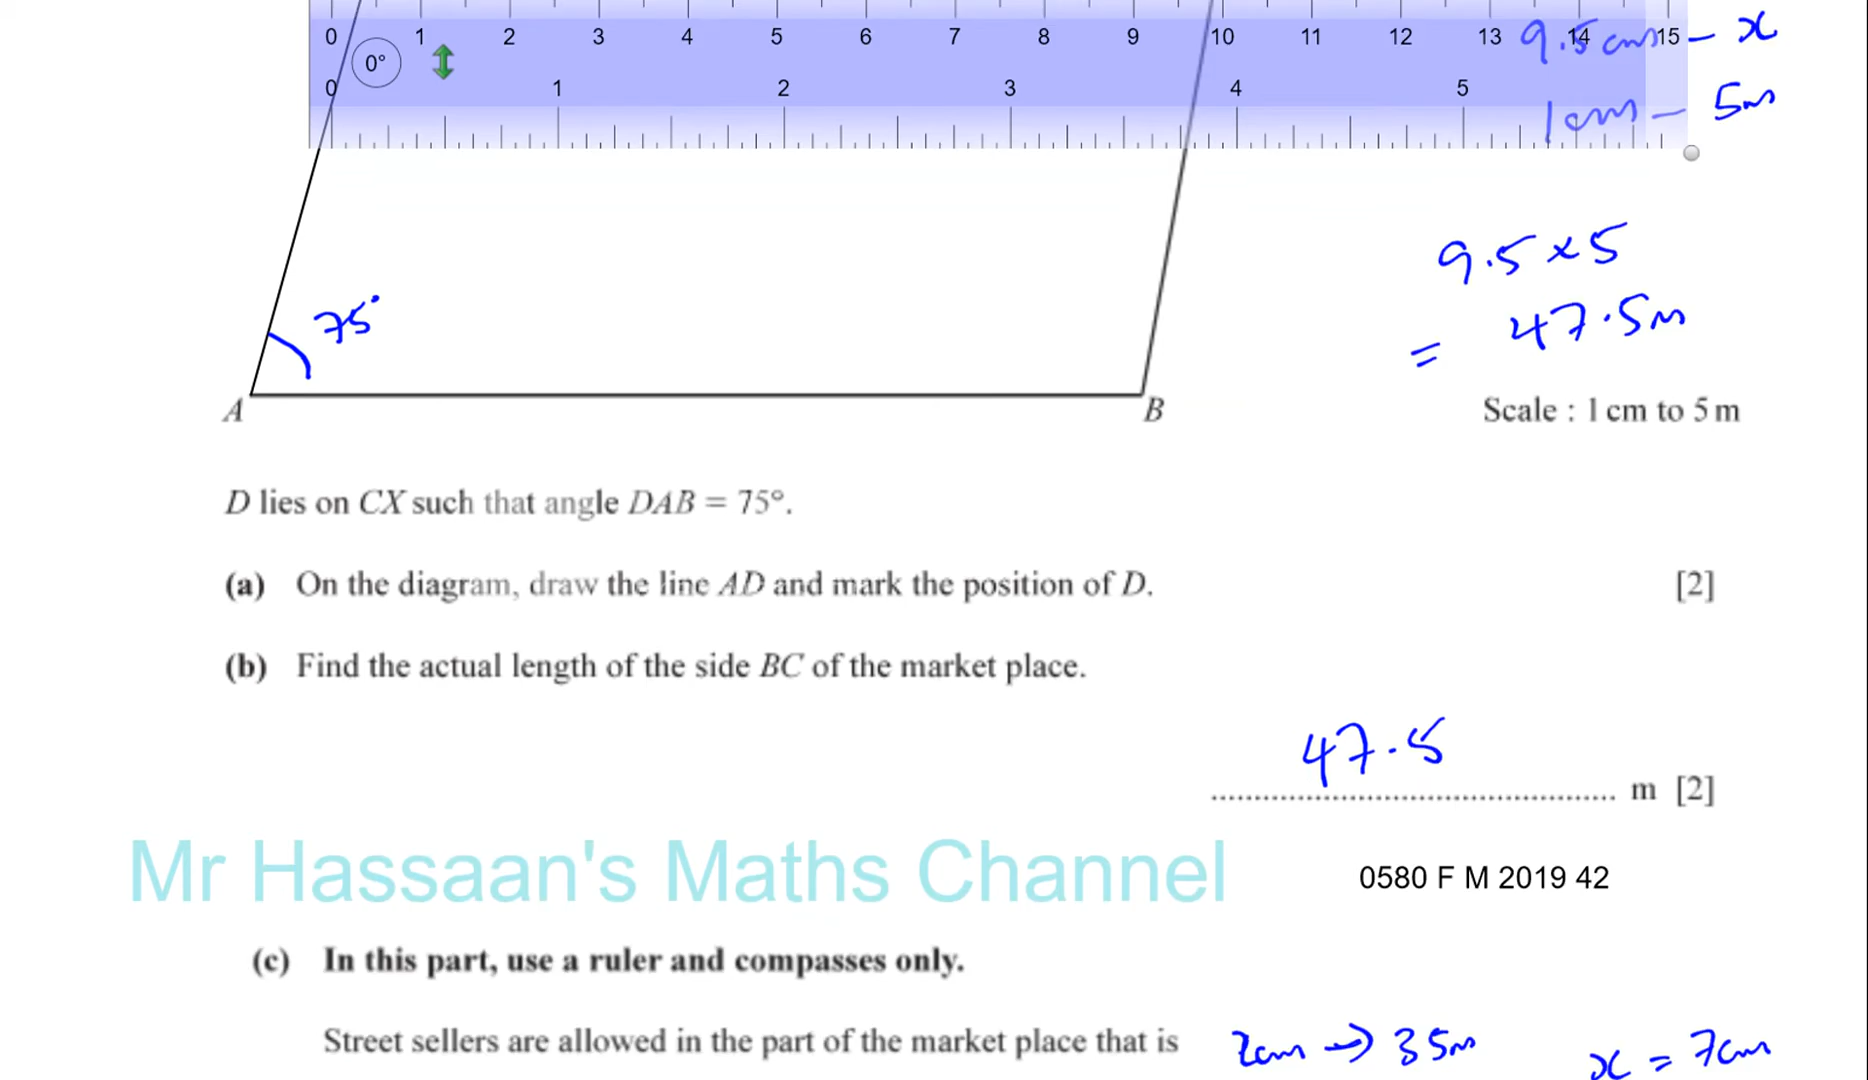 0 1 2 3 4 5 6 7 8 9 10 11 12 13 14 15
0°
0 1 2 3 4 5
9.5cm – x
1cm – 5m
9.5 x 5
= 47.5m
75°
A B
Scale : 1 cm to 5 m
D lies on CX such that angle DAB = 75°.
(a) On the diagram, draw the line AD and mark the position of D. [2]
(b) Find the actual length of the side BC of the market place.
47.5
.................................................. m [2]
Mr Hassaan's Maths Channel
0580 F M 2019 42
(c) In this part, use a ruler and compasses only.
Street sellers are allowed in the part of the market place that is
2cm → 35m
x = 7cm